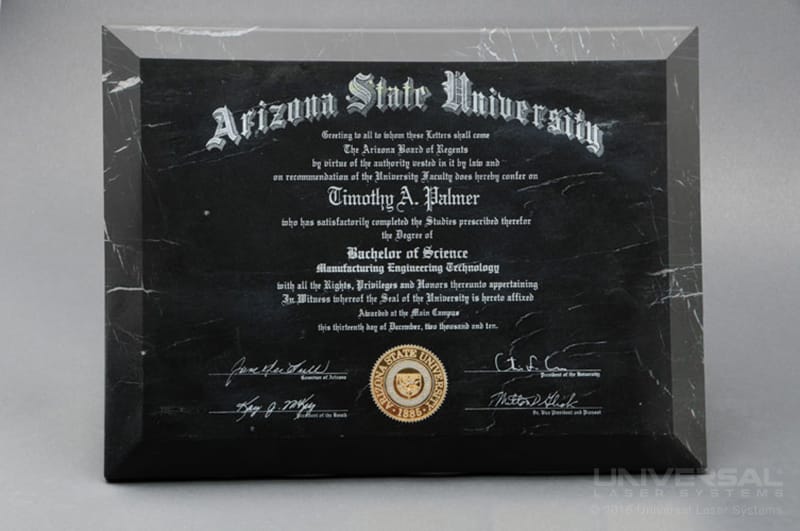 Arizona State University
Greeting to all to whom these Letters shall come
The Arizona Board of Regents
by virtue of the authority vested in it by law and
on recommendation of the University Faculty does hereby confer on
Timothy A. Palmer
who has satisfactorily completed the Studies prescribed therefor
the Degree of
Bachelor of Science
Manufacturing Engineering Technology
with all the Rights, Privileges and Honors thereunto appertaining
In Witness whereof the Seal of the University is hereto affixed
Awarded at the Main Campus
this thirteenth day of December, two thousand and ten.
Governor of Arizona
President of the University
ARIZONA STATE UNIVERSITY
1885
President of the Board
Sr. Vice President and Provost
UNIVERSAL
LASER SYSTEMS
© 2016 Universal Laser Systems